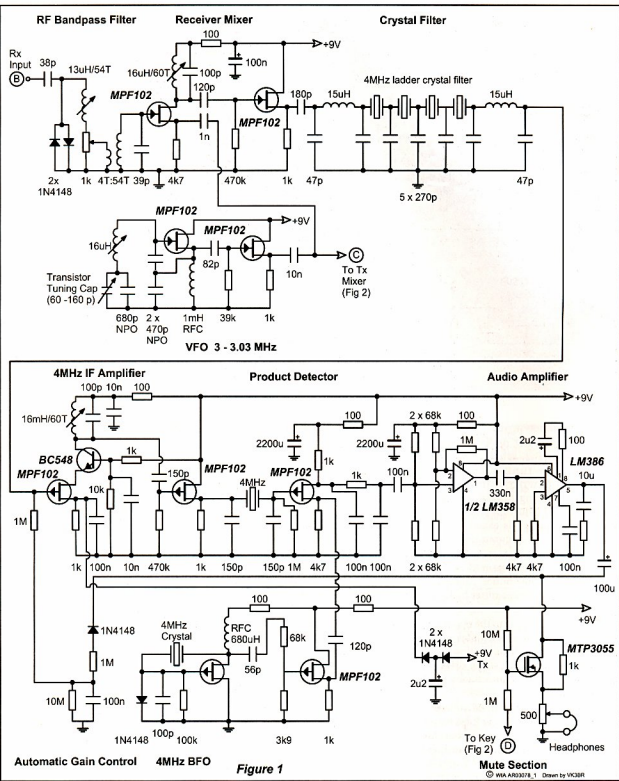 RF Bandpass Filter
Receiver Mixer
Crystal Filter
Rx
Input
B
38p
13uH/54T
16uH/60T
100
100p
100n
+9V
120p
MPF102
MPF102
1n
180p
15uH
4MHz ladder crystal filter
15uH
2x
1N4148
1k
4T:54T
39p
4k7
470k
1k
47p
5 x 270p
47p
MPF102
MPF102
+9V
16uH
82p
10n
C
To Tx
Mixer
(Fig 2)
Transistor
Tuning Cap
(60 -160 p)
680p
NPO
2 x
470p
NPO
1mH
RFC
39k
1k
VFO 3 - 3.03 MHz
4MHz IF Amplifier
Product Detector
Audio Amplifier
100p 10n
100
+9V
16mH/60T
BC548
MPF102
1k
10k
150p
MPF102
4MHz
MPF102
2200u
100
1k
1k
2200u
100n
2 x 68k
100
1M
2u2
100
LM386
10u
330n
1/2 LM358
1M
1k 100n 10n
470k
1k
150p
150p 1M
4k7
100n 100n
2 x 68k
4k7
4k7
100n
100u
1N4148
1M
10M
100n
4MHz
Crystal
100
RFC
680uH
56p
68k
100
MPF102
120p
2 x
1N4148
+9V
Tx
2u2
+9V
10M
MTP3055
1k
1M
500
Headphones
To Key
(Fig 2)
D
1N4148
100p
100k
3k9
1k
Automatic Gain Control
4MHz BFO
Figure 1
Mute Section
© WIA AR03078_1 Drawn by VK3BR